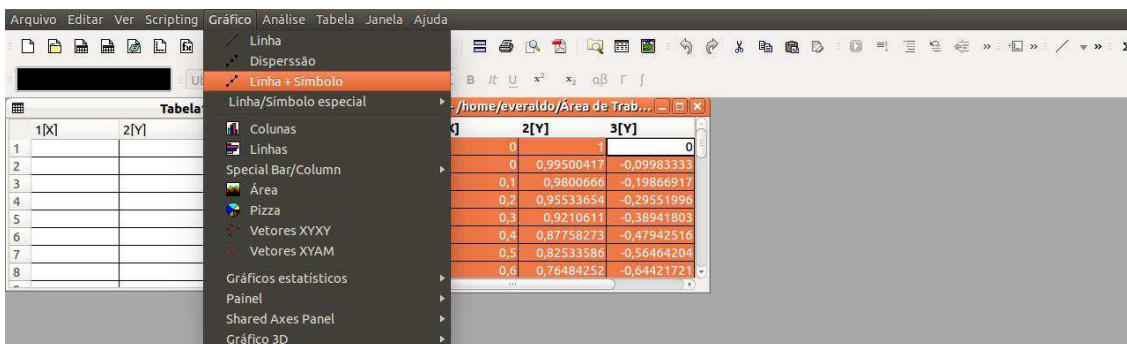 Arquivo Editar Ver Scripting Gráfico Análise Tabela Janela Ajuda
Linha
Disperssão
Linha + Símbolo
Linha/Símbolo especial
Colunas
Linhas
Special Bar/Column
Área
Pizza
Vetores XYXY
Vetores XYAM
Gráficos estatísticos
Painel
Shared Axes Panel
Gráfico 3D
B It U x² x₂ αβ Γ ∫
Tabela
1[X] 2[Y]
1
2
3
4
5
6
7
8
/home/everaldo/Área de Trab...
2[Y] 3[Y]
0 1 0
0 0,99500417 -0,09983333
0,1 0,9800666 -0,19866917
0,2 0,95533654 -0,29551996
0,3 0,9210611 -0,38941803
0,4 0,87758273 -0,47942516
0,5 0,82533586 -0,56464204
0,6 0,76484252 -0,64421721